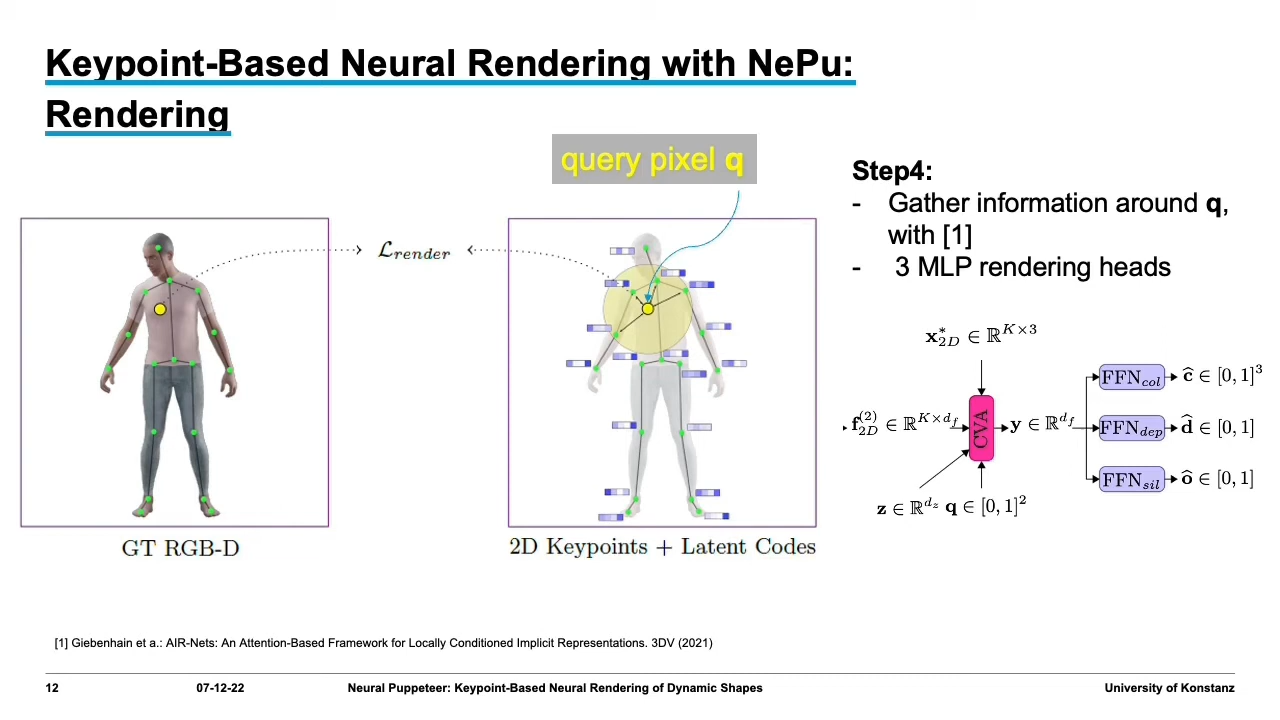 Keypoint-Based Neural Rendering with NePu:
Rendering
query pixel q
Step4:
- Gather information around q,
with [1]
- 3 MLP rendering heads
ℒ_render
x*_2D ∈ ℝ^{K×3}
f^{(2)}_2D ∈ ℝ^{K×d_f}
CVA
y ∈ ℝ^{d_f}
z ∈ ℝ^{d_z} q ∈ [0, 1]^2
FFN_col
ĉ ∈ [0, 1]^3
FFN_dep
d̂ ∈ [0, 1]
FFN_sil
ô ∈ [0, 1]
GT RGB-D
2D Keypoints + Latent Codes
[1] Giebenhain et a.: AIR-Nets: An Attention-Based Framework for Locally Conditioned Implicit Representations. 3DV (2021)
12 07-12-22 Neural Puppeteer: Keypoint-Based Neural Rendering of Dynamic Shapes University of Konstanz